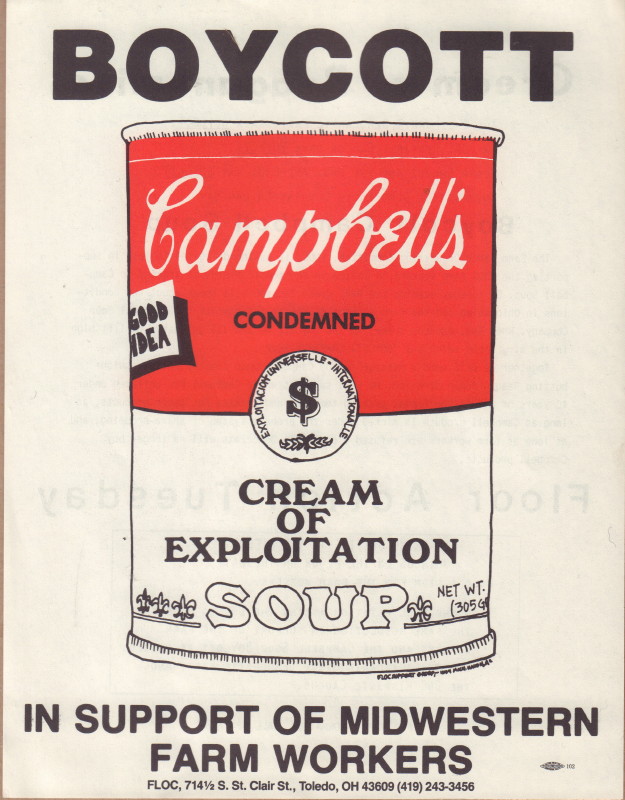 BOYCOTT
Campbell's
GOOD
IDEA
CONDEMNED
EXPLOITACION UNIVERSELLE · INTERNATIONALLE
$
CREAM
OF
EXPLOITATION
SOUP
NET WT.
(305G
IN SUPPORT OF MIDWESTERN
FARM WORKERS
FLOC, 714½ S. St. Clair St., Toledo, OH 43609 (419) 243-3456